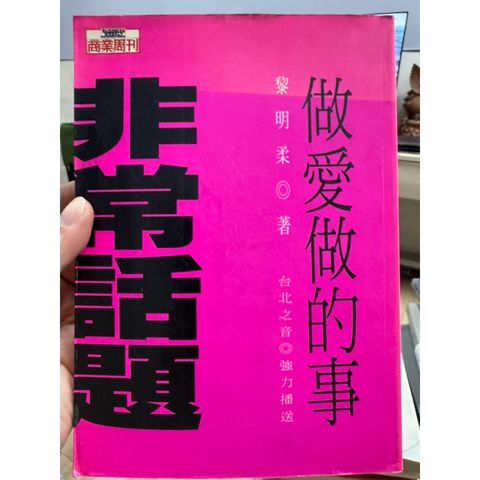 商業周刊
做愛做的事
黎明柔◎著
台北之音◎強力播送
非常話題